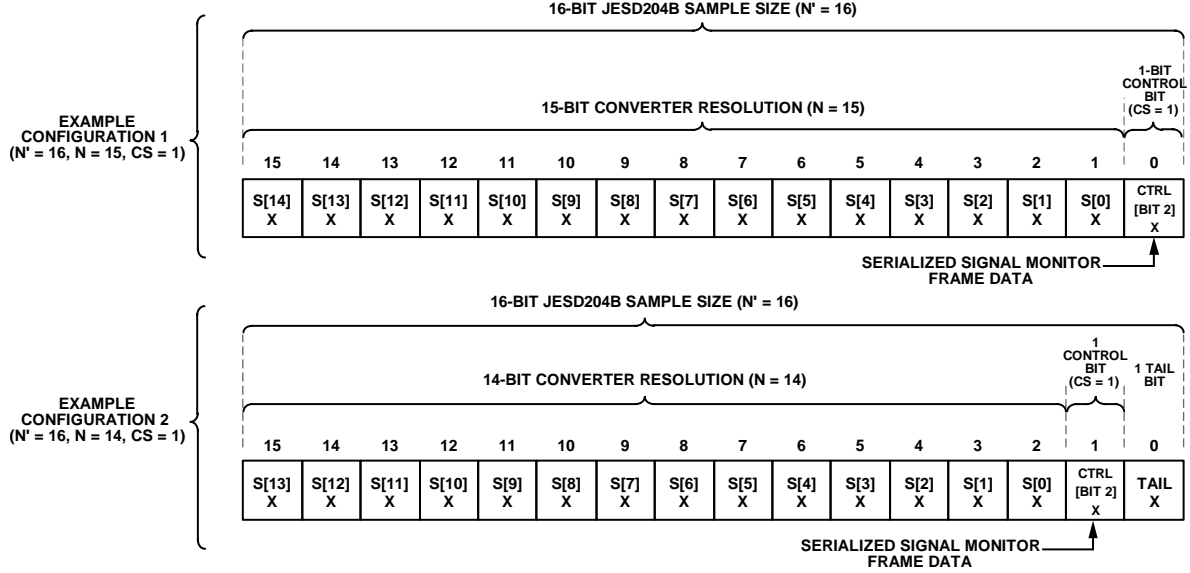 16-BIT JESD204B SAMPLE SIZE (N' = 16)
1-BIT
CONTROL
BIT
(CS = 1)
15-BIT CONVERTER RESOLUTION (N = 15)
EXAMPLE
CONFIGURATION 1
(N' = 16, N = 15, CS = 1)
15 14 13 12 11 10 9 8 7 6 5 4 3 2 1 0
S[14] S[13] S[12] S[11] S[10] S[9] S[8] S[7] S[6] S[5] S[4] S[3] S[2] S[1] S[0] CTRL
[BIT 2]
X X X X X X X X X X X X X X X X
SERIALIZED SIGNAL MONITOR
FRAME DATA
16-BIT JESD204B SAMPLE SIZE (N' = 16)
1
CONTROL
BIT
(CS = 1)
1 TAIL
BIT
14-BIT CONVERTER RESOLUTION (N = 14)
EXAMPLE
CONFIGURATION 2
(N' = 16, N = 14, CS = 1)
15 14 13 12 11 10 9 8 7 6 5 4 3 2 1 0
S[13] S[12] S[11] S[10] S[9] S[8] S[7] S[6] S[5] S[4] S[3] S[2] S[1] S[0] CTRL TAIL
[BIT 2]
X X X X X X X X X X X X X X X X
SERIALIZED SIGNAL MONITOR
FRAME DATA